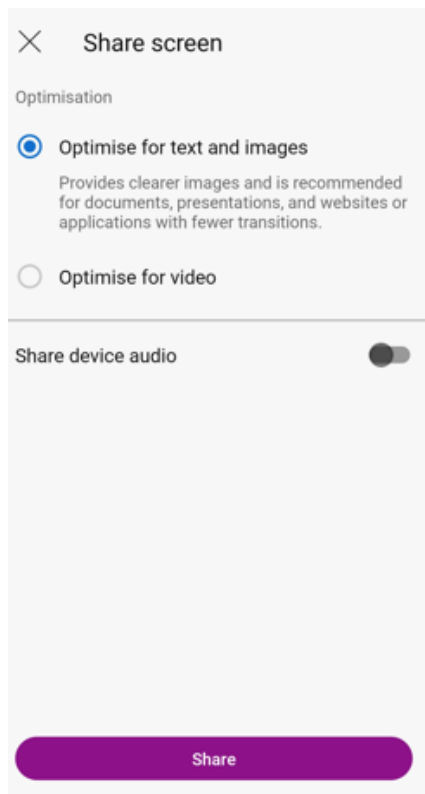 Share screen
Optimisation
Optimise for text and images
Provides clearer images and is recommended
for documents, presentations, and websites or
applications with fewer transitions.
Optimise for video
Share device audio
Share